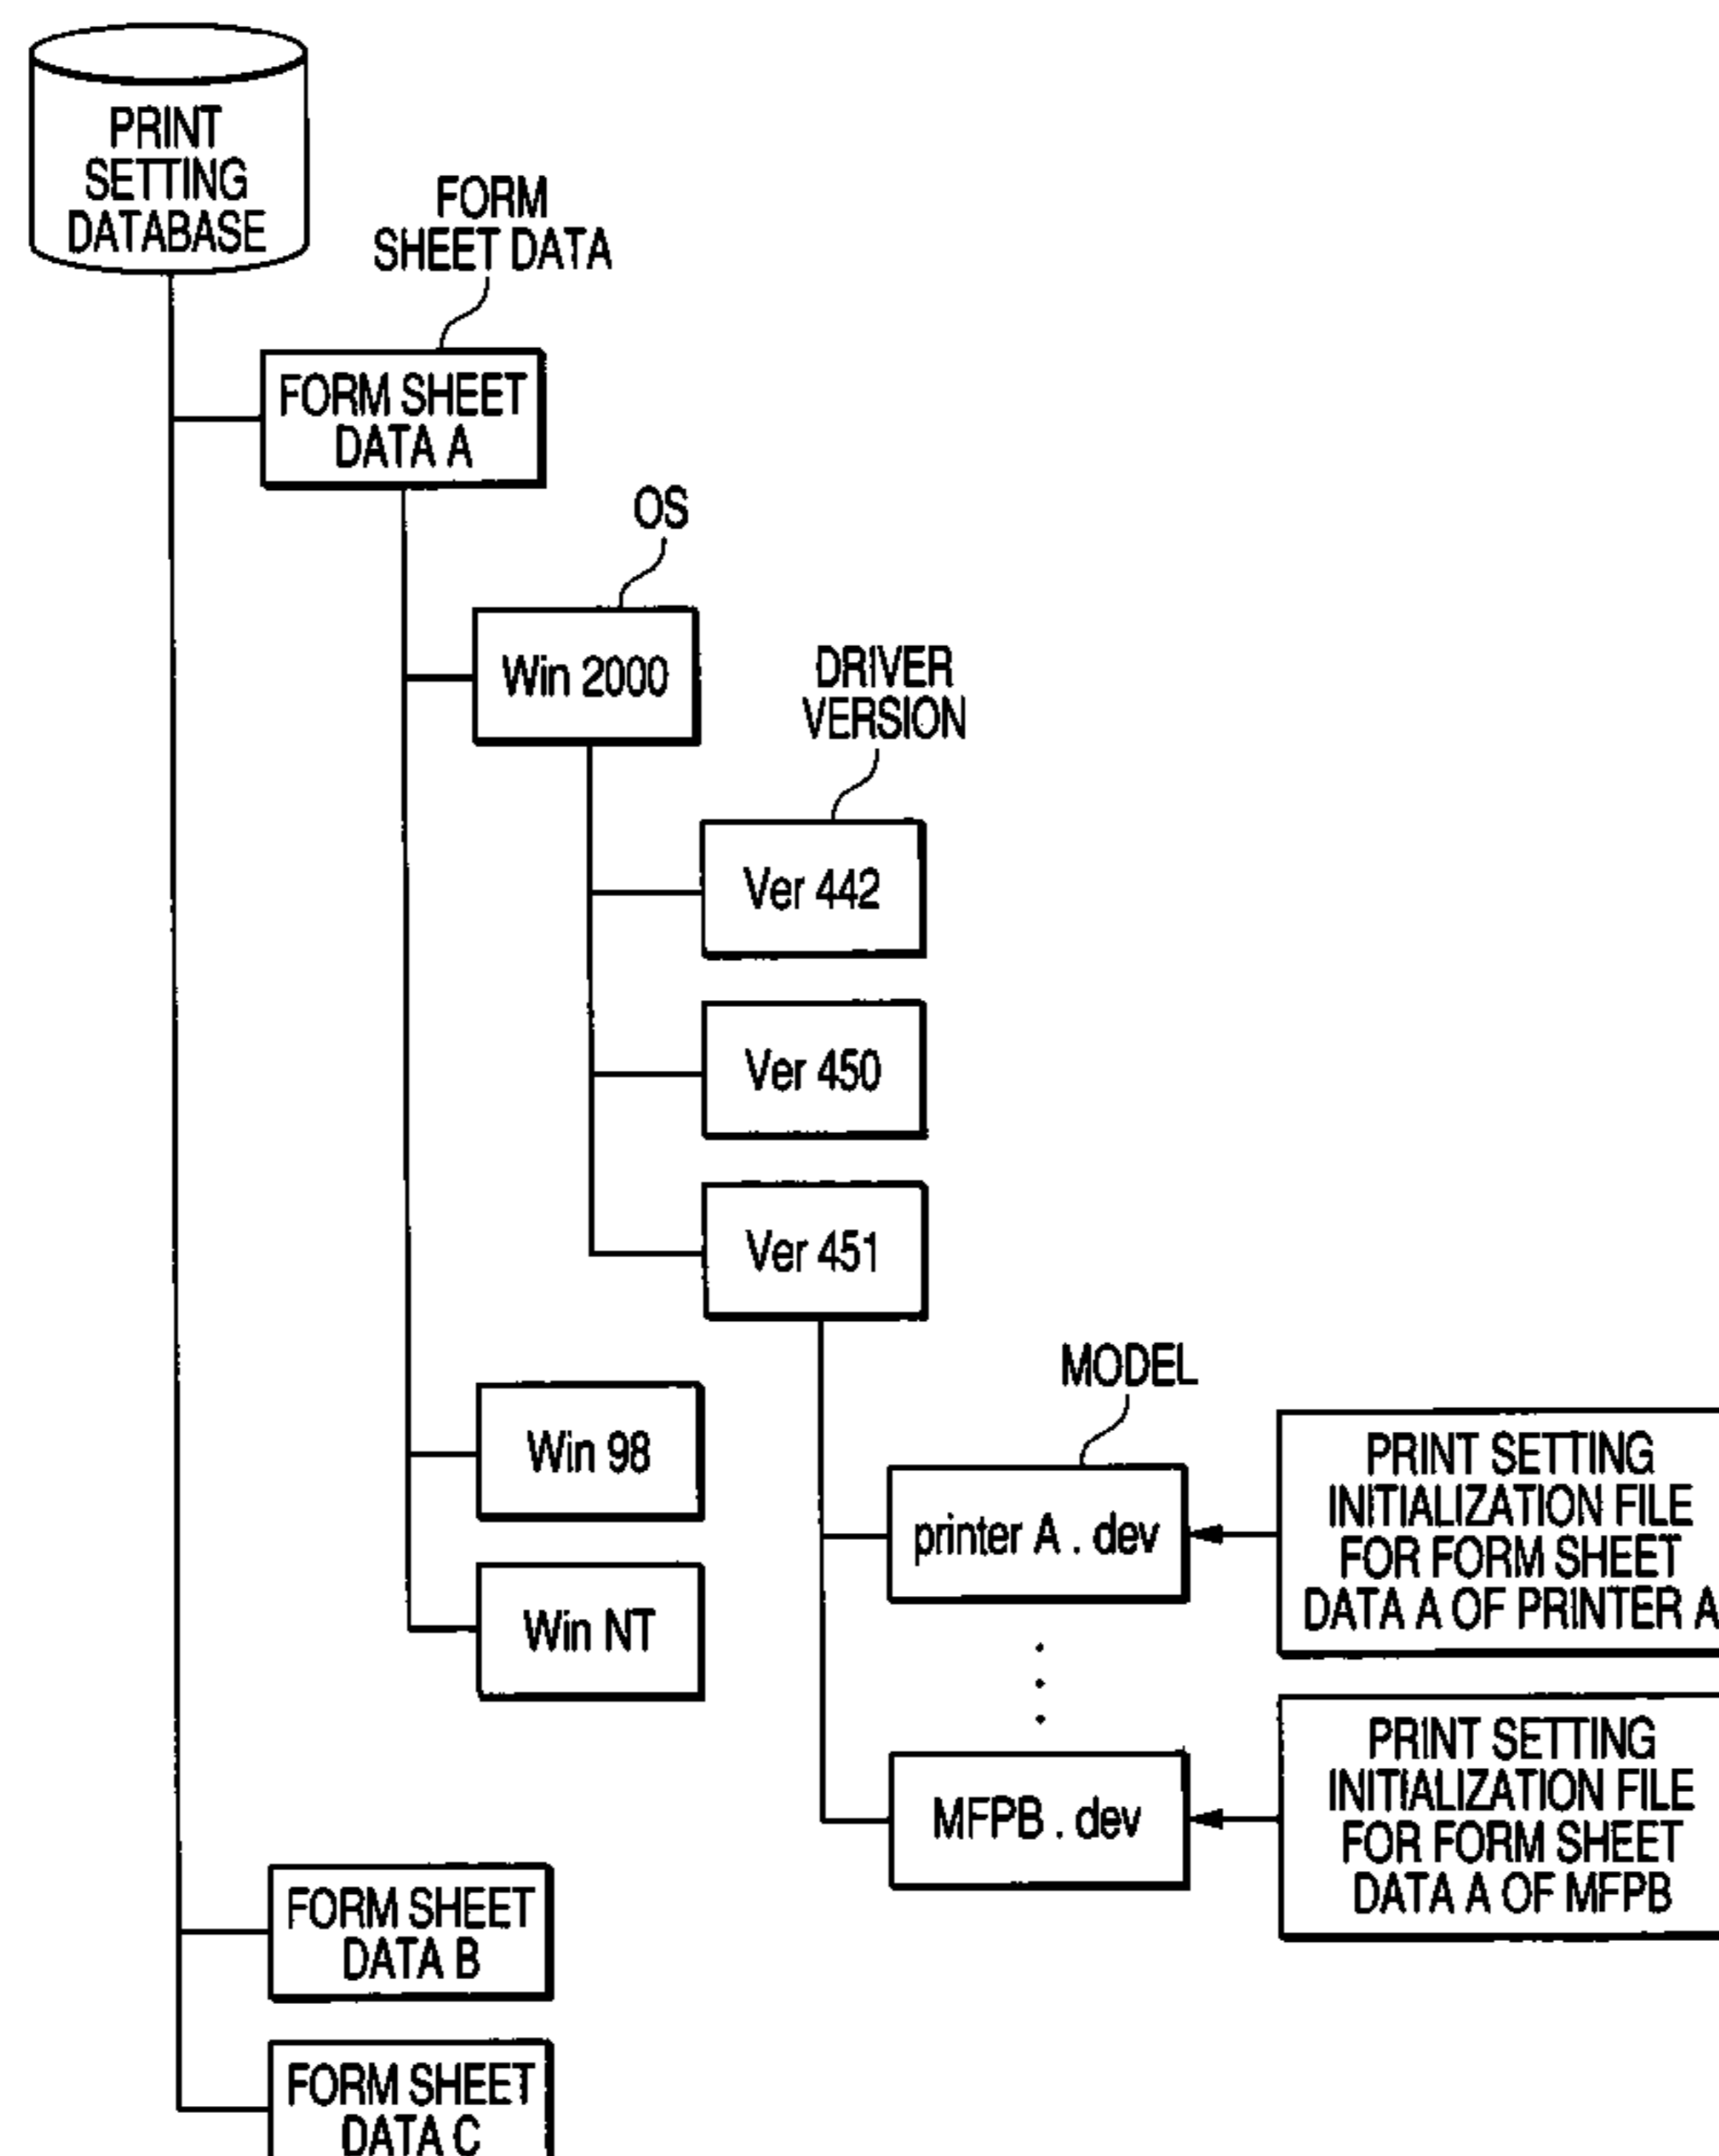 PRINT
SETTING
DATABASE
FORM
SHEET DATA
FORM SHEET
DATA A
OS
Win 2000
DRIVER
VERSION
Ver 442
Ver 450
Ver 451
MODEL
Win 98
printer A . dev
PRINT SETTING
INITIALIZATION FILE
FOR FORM SHEET
DATA A OF PRINTER A
Win NT
MFPB . dev
PRINT SETTING
INITIALIZATION FILE
FOR FORM SHEET
DATA A OF MFPB
FORM SHEET
DATA B
FORM SHEET
DATA C